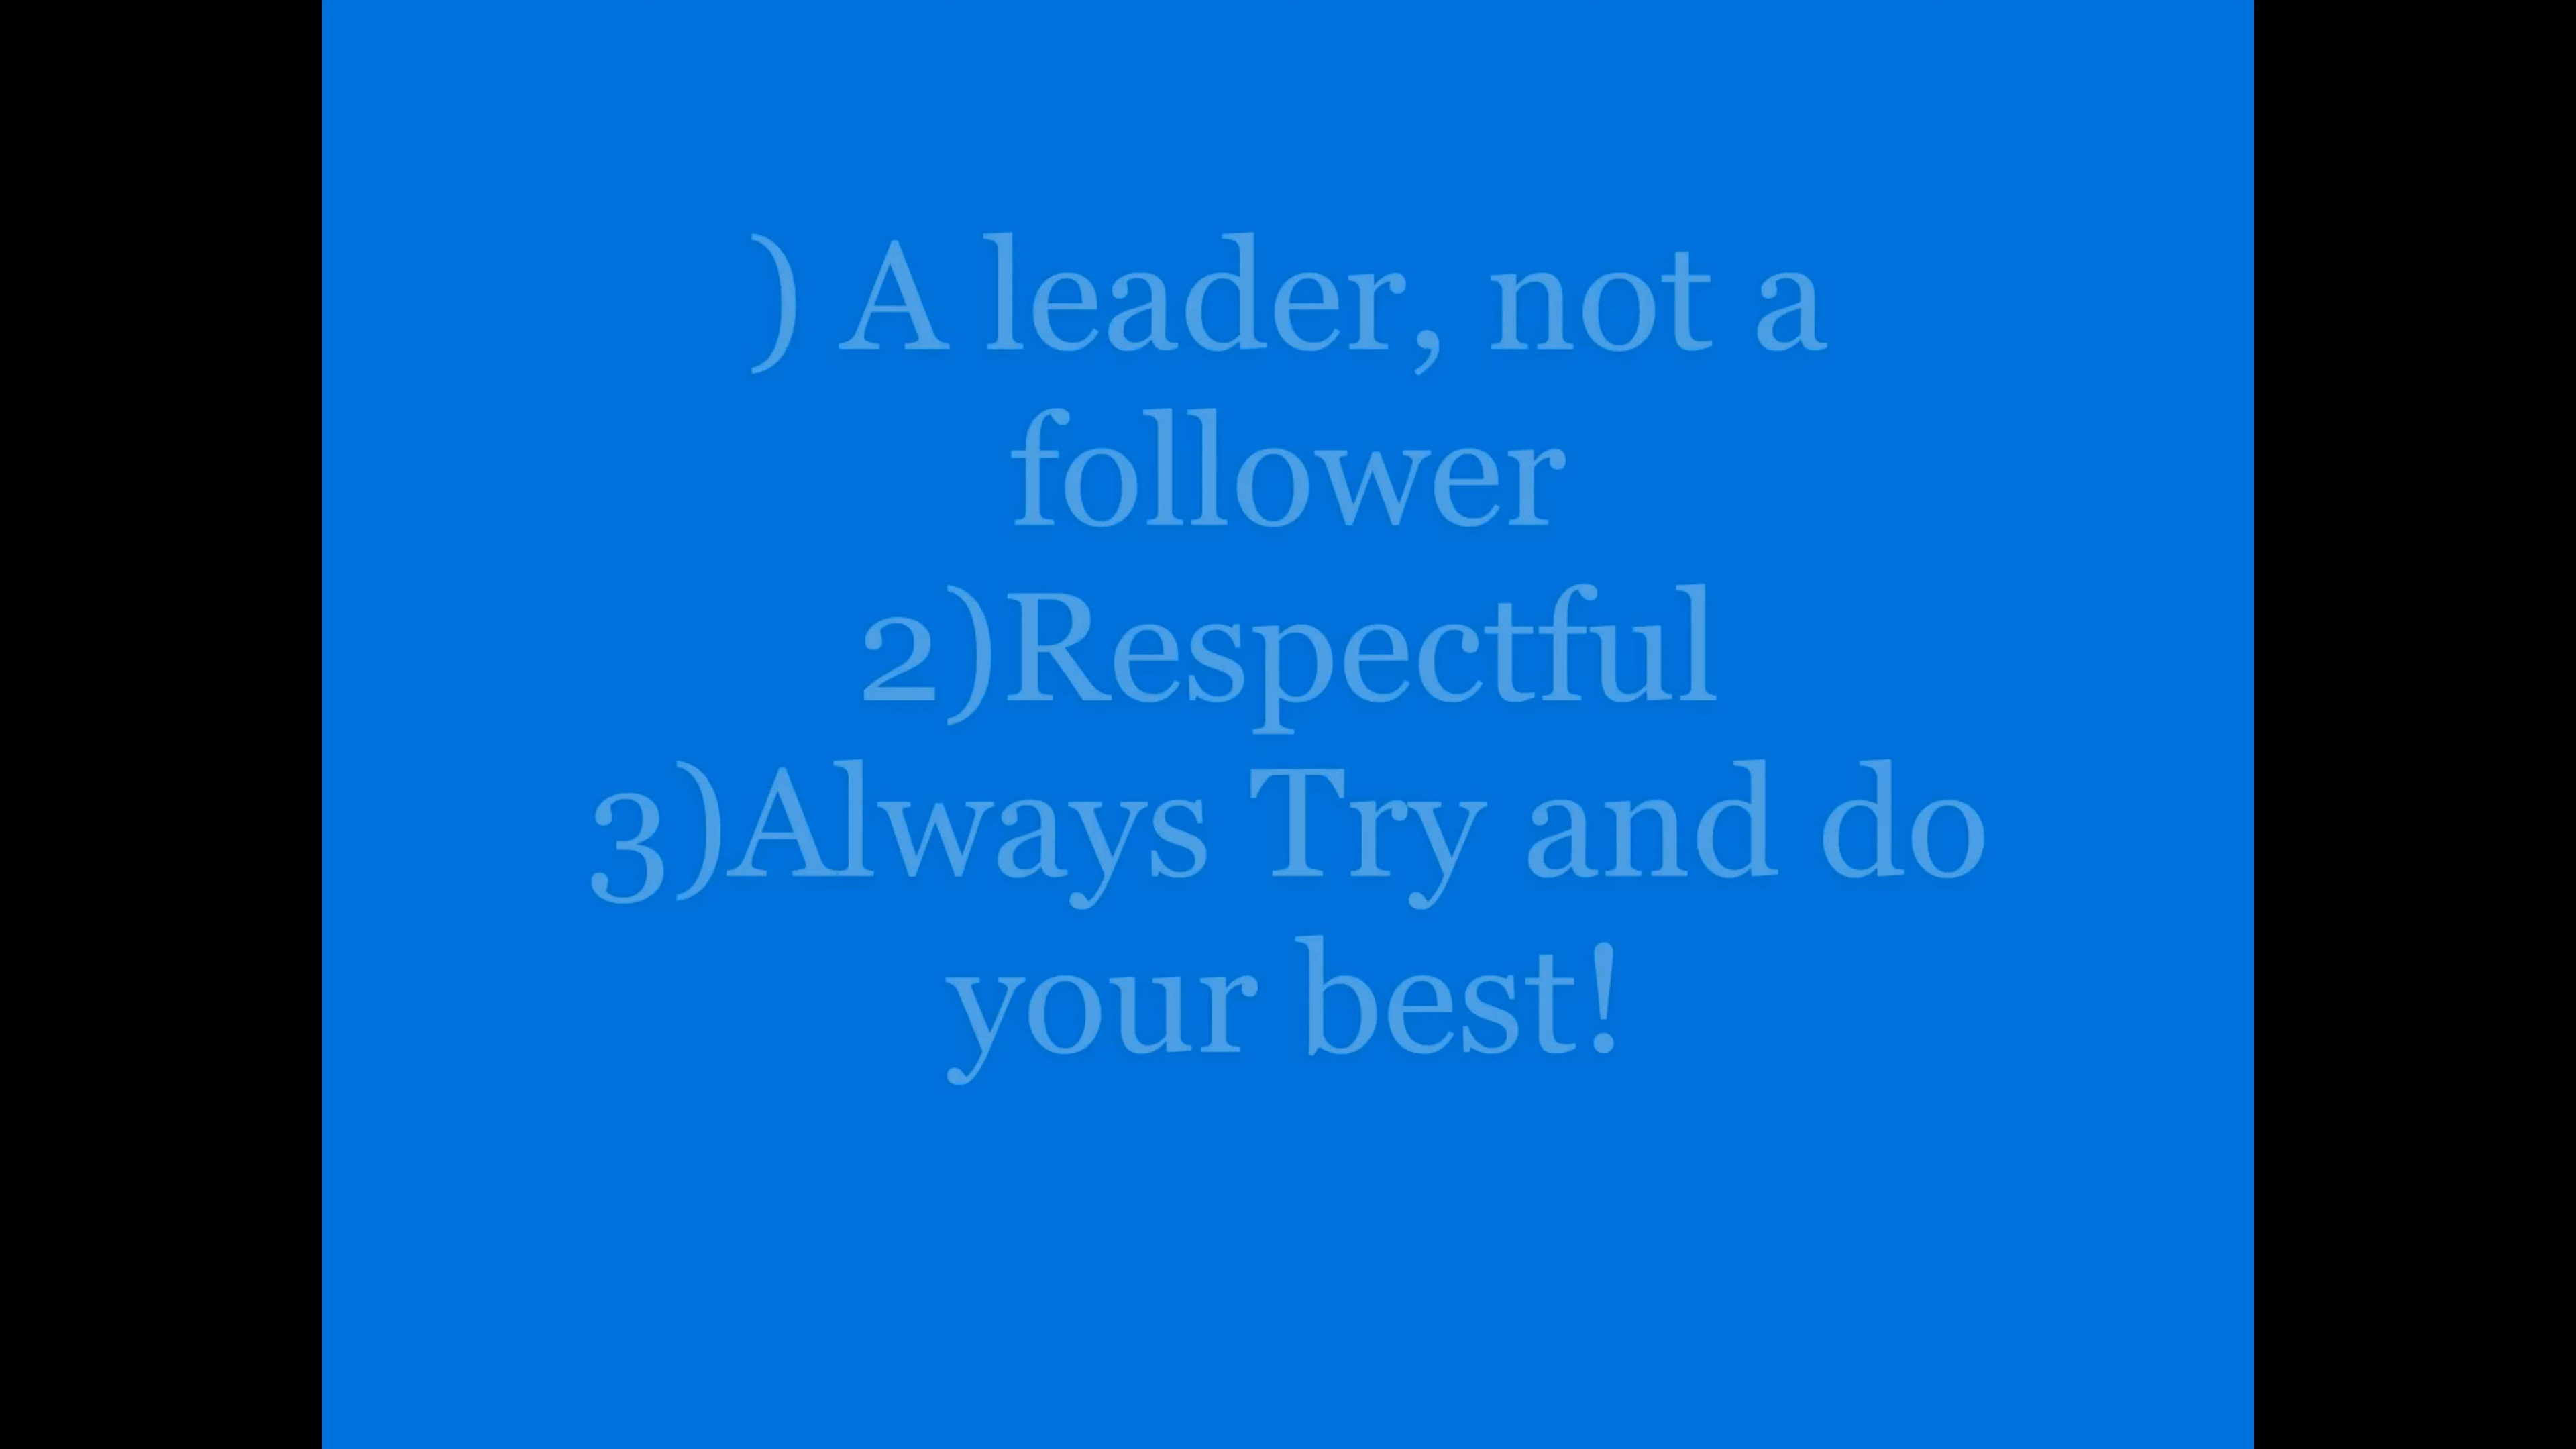 ) A leader, not a
follower
2)Respectful
3)Always Try and do
your best!